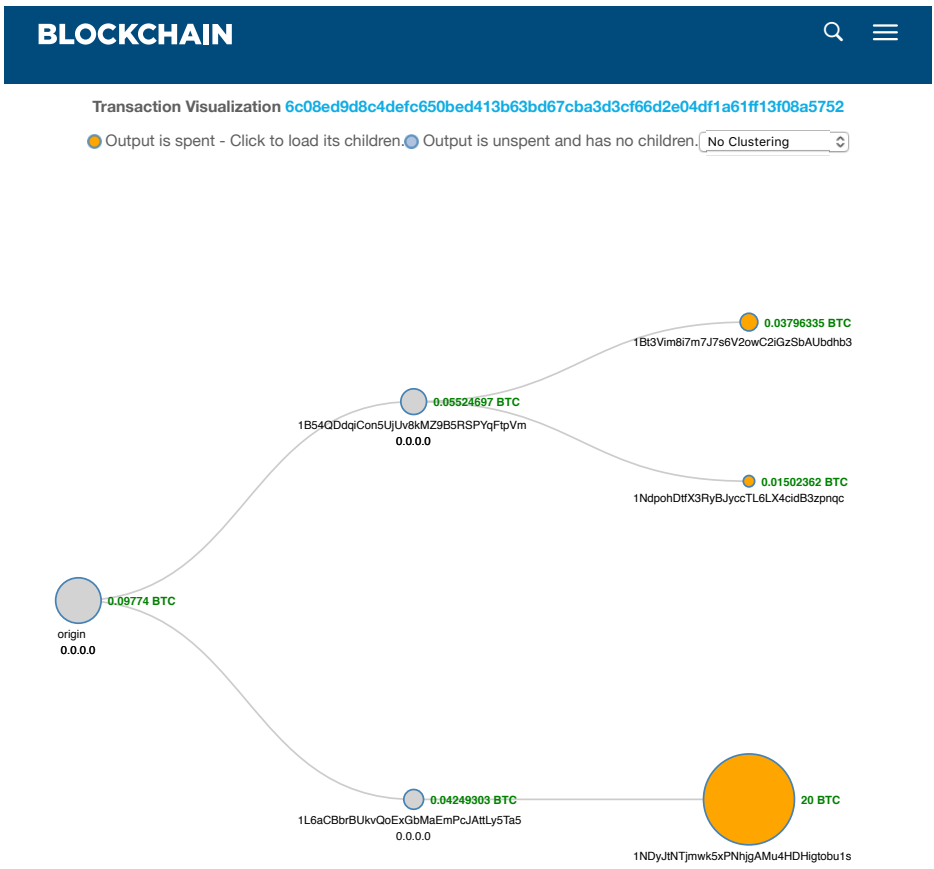 BLOCKCHAIN
Transaction Visualization 6c08ed9d8c4defc650bed413b63bd67cba3d3cf66d2e04df1a61ff13f08a5752
Output is spent - Click to load its children. Output is unspent and has no children. No Clustering
0.03796335 BTC
1Bt3Vim8i7m7J7s6V2owC2iGzSbAUbdhb3
0.05524697 BTC
1B54QDdqiCon5UjUv8kMZ9B5RSPYqFtpVm
0.0.0.0
0.01502362 BTC
1NdpohDtfX3RyBJyccTL6LX4cidB3zpnqc
0.09774 BTC
origin
0.0.0.0
0.04249303 BTC
1L6aCBbrBUkvQoExGbMaEmPcJAttLy5Ta5
0.0.0.0
20 BTC
1NDyJtNTjmwk5xPNhjgAMu4HDHigtobu1s